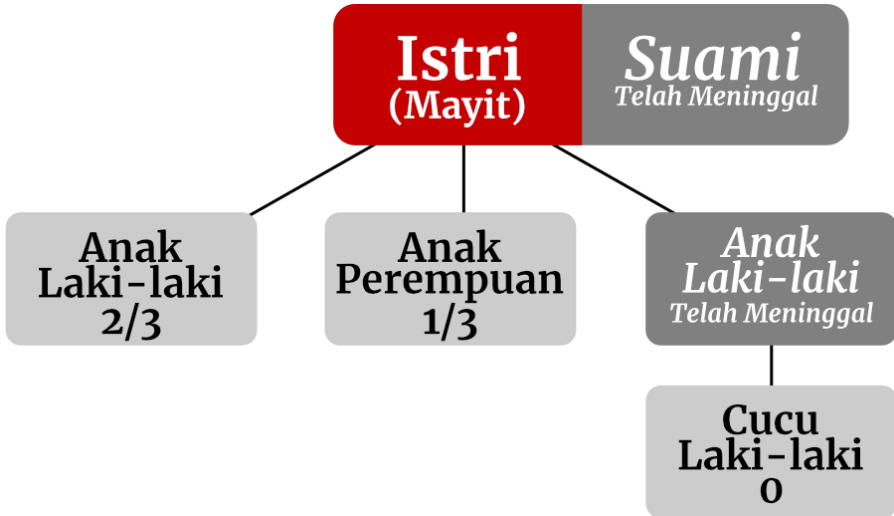 Istri
(Mayit)
Suami
Telah Meninggal
Anak
Laki-laki
2/3
Anak
Perempuan
1/3
Anak
Laki-laki
Telah Meninggal
Cucu
Laki-laki
0